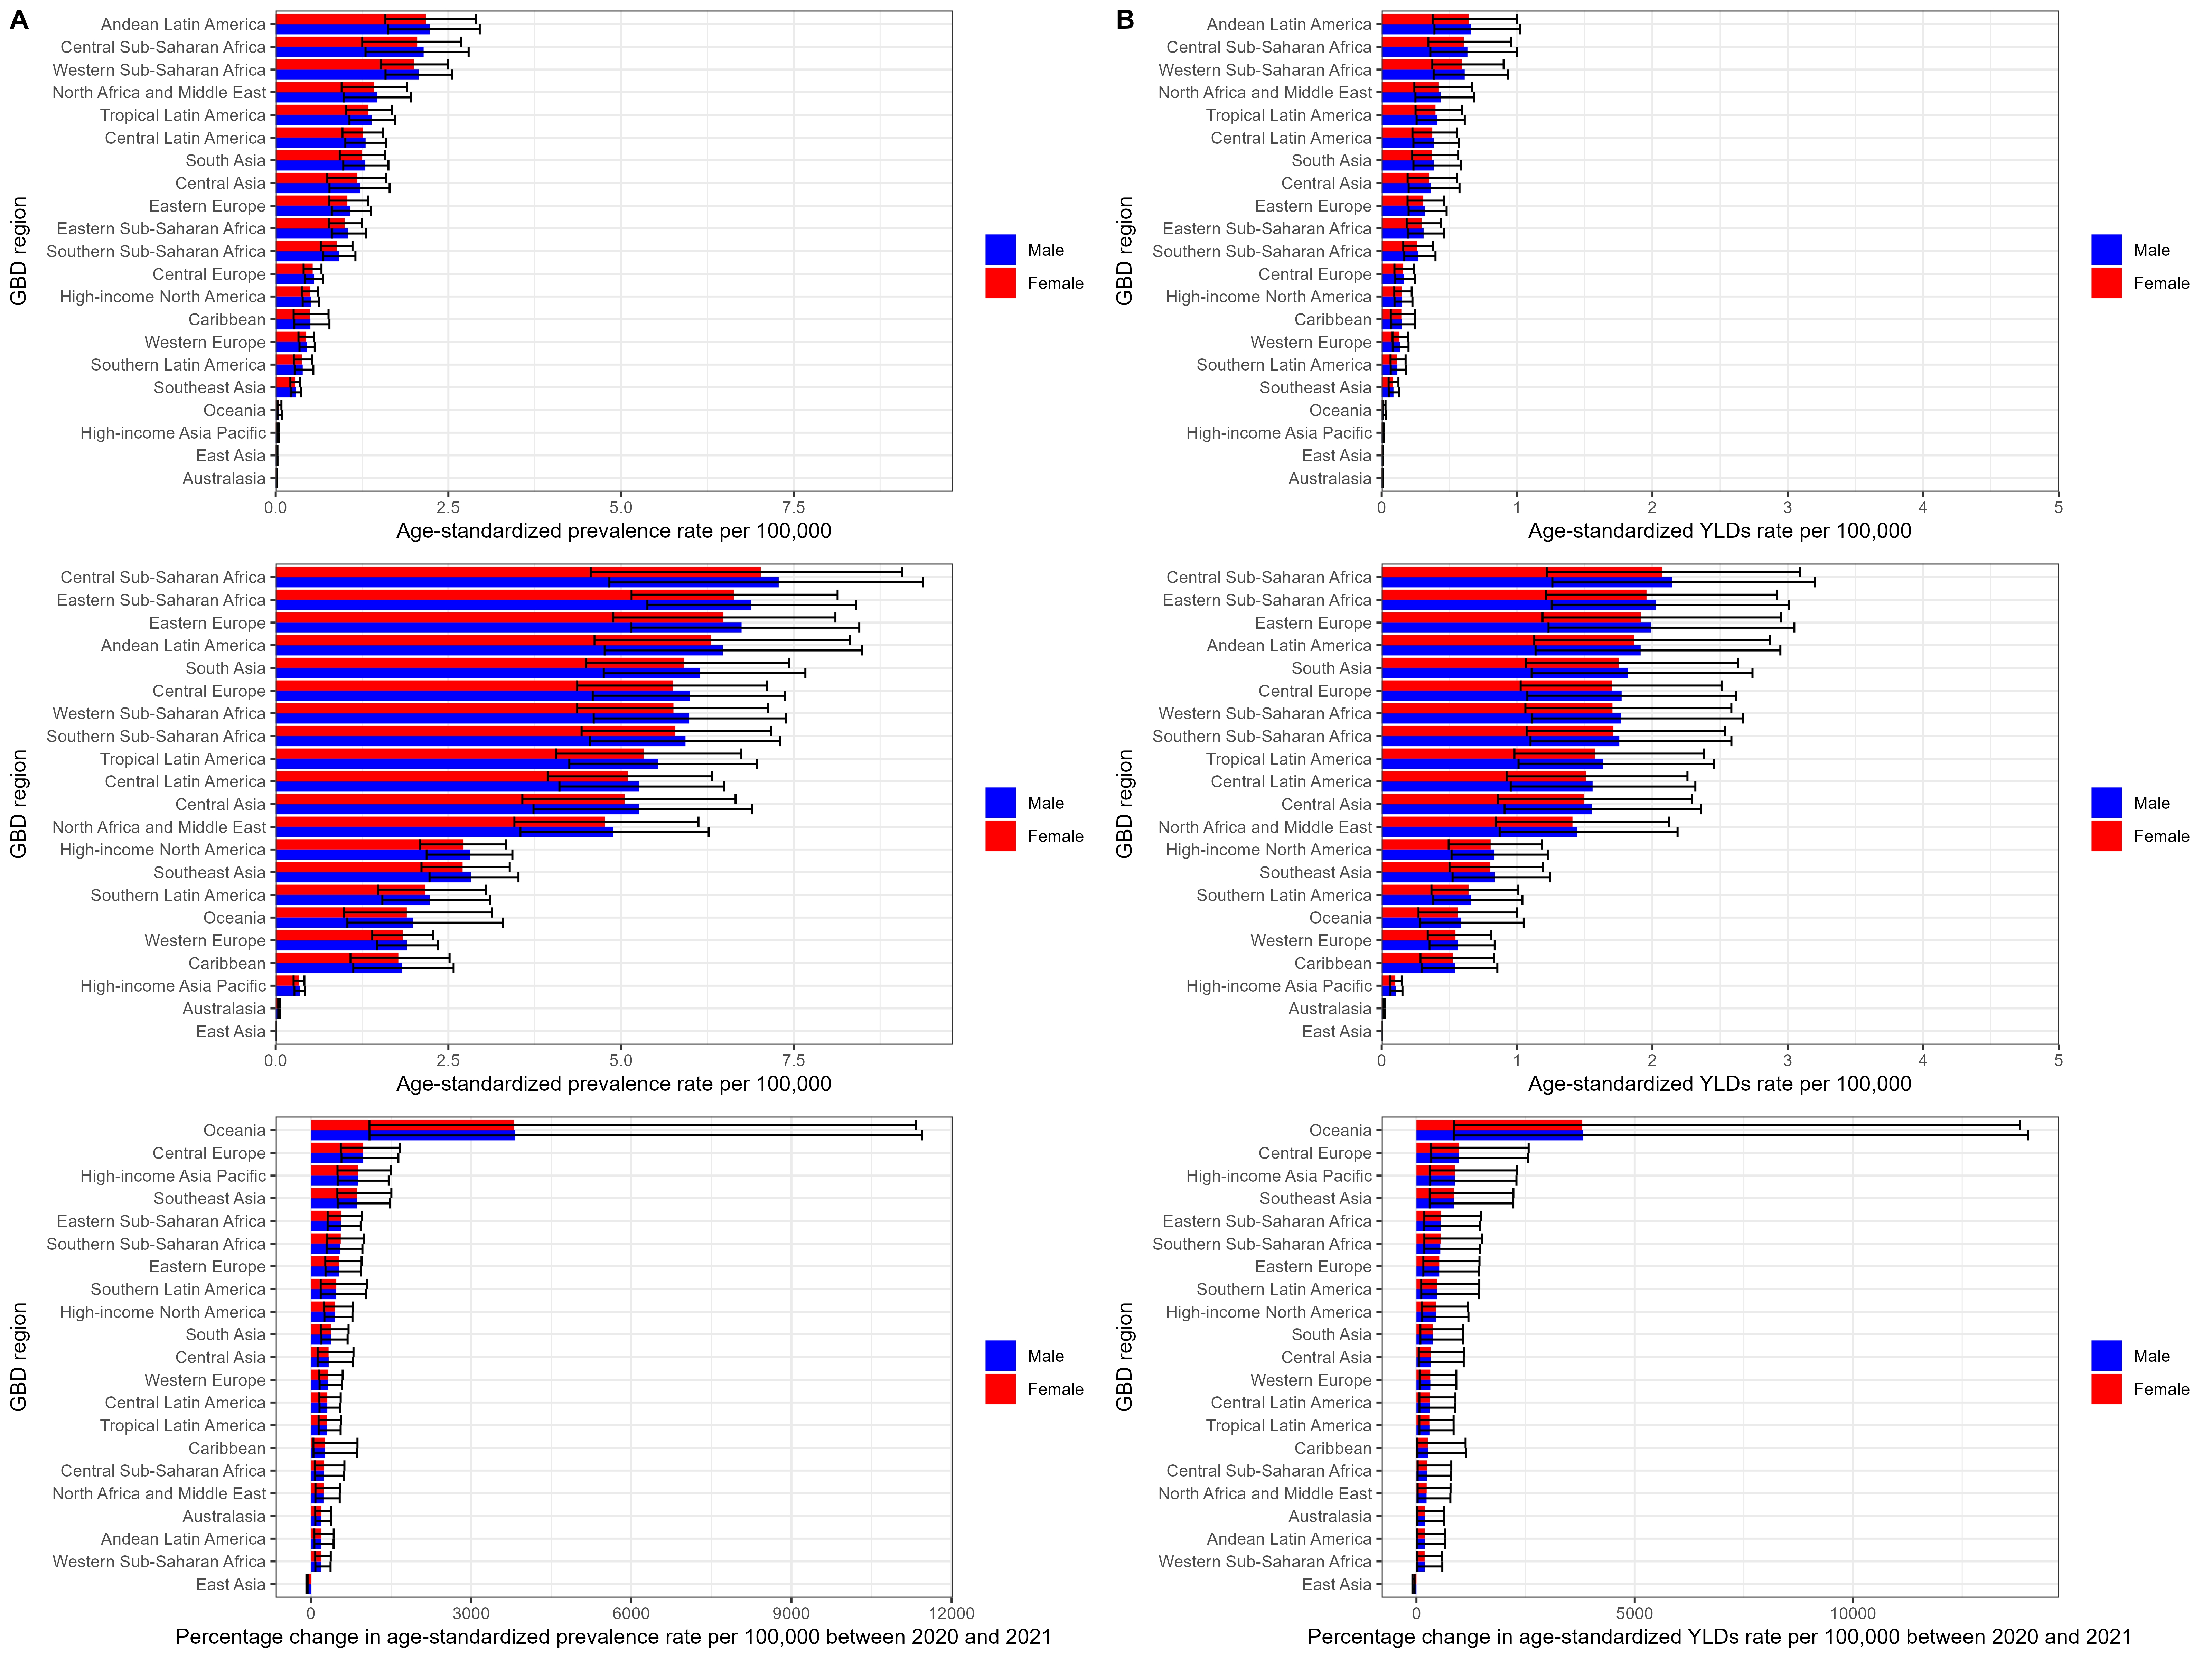 A
Andean Latin America
Central Sub-Saharan Africa
Western Sub-Saharan Africa
North Africa and Middle East
Tropical Latin America
Central Latin America
South Asia
Central Asia
Eastern Europe
Eastern Sub-Saharan Africa
Southern Sub-Saharan Africa
Central Europe
High-income North America
Caribbean
Western Europe
Southern Latin America
Southeast Asia
Oceania
High-income Asia Pacific
East Asia
Australasia
GBD region
0.0 2.5 5.0 7.5
Age-standardized prevalence rate per 100,000
Male
Female
B
Andean Latin America
Central Sub-Saharan Africa
Western Sub-Saharan Africa
North Africa and Middle East
Tropical Latin America
Central Latin America
South Asia
Central Asia
Eastern Europe
Eastern Sub-Saharan Africa
Southern Sub-Saharan Africa
Central Europe
High-income North America
Caribbean
Western Europe
Southern Latin America
Southeast Asia
Oceania
High-income Asia Pacific
East Asia
Australasia
GBD region
0 1 2 3 4 5
Age-standardized YLDs rate per 100,000
Male
Female
Central Sub-Saharan Africa
Eastern Sub-Saharan Africa
Eastern Europe
Andean Latin America
South Asia
Central Europe
Western Sub-Saharan Africa
Southern Sub-Saharan Africa
Tropical Latin America
Central Latin America
Central Asia
North Africa and Middle East
High-income North America
Southeast Asia
Southern Latin America
Oceania
Western Europe
Caribbean
High-income Asia Pacific
Australasia
East Asia
GBD region
0.0 2.5 5.0 7.5
Age-standardized prevalence rate per 100,000
Male
Female
Central Sub-Saharan Africa
Eastern Sub-Saharan Africa
Eastern Europe
Andean Latin America
South Asia
Central Europe
Western Sub-Saharan Africa
Southern Sub-Saharan Africa
Tropical Latin America
Central Latin America
Central Asia
North Africa and Middle East
High-income North America
Southeast Asia
Southern Latin America
Oceania
Western Europe
Caribbean
High-income Asia Pacific
Australasia
East Asia
GBD region
0 1 2 3 4 5
Age-standardized YLDs rate per 100,000
Male
Female
Oceania
Central Europe
High-income Asia Pacific
Southeast Asia
Eastern Sub-Saharan Africa
Southern Sub-Saharan Africa
Eastern Europe
Southern Latin America
High-income North America
South Asia
Central Asia
Western Europe
Central Latin America
Tropical Latin America
Caribbean
Central Sub-Saharan Africa
North Africa and Middle East
Australasia
Andean Latin America
Western Sub-Saharan Africa
East Asia
GBD region
0 3000 6000 9000 12000
Percentage change in age-standardized prevalence rate per 100,000 between 2020 and 2021
Male
Female
Oceania
Central Europe
High-income Asia Pacific
Southeast Asia
Eastern Sub-Saharan Africa
Southern Sub-Saharan Africa
Eastern Europe
Southern Latin America
High-income North America
South Asia
Central Asia
Western Europe
Central Latin America
Tropical Latin America
Caribbean
Central Sub-Saharan Africa
North Africa and Middle East
Australasia
Andean Latin America
Western Sub-Saharan Africa
East Asia
GBD region
0 5000 10000
Percentage change in age-standardized YLDs rate per 100,000 between 2020 and 2021
Male
Female